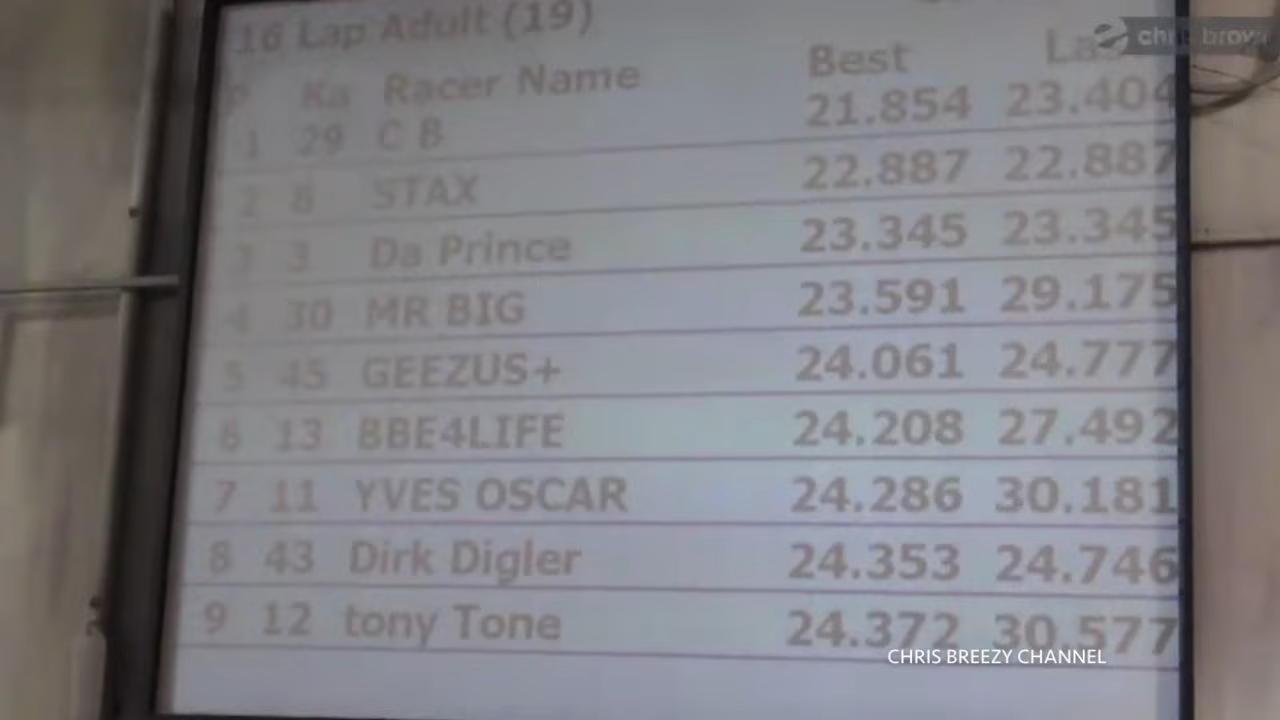 16 Lap Adult (19)
P Ka Racer Name Best La
1 29 C B 21.854 23.404
2 8 STAX 22.887 22.887
3 3 Da Prince 23.345 23.345
4 30 MR BIG 23.591 29.175
5 45 GEEZUS+ 24.061 24.777
6 13 BBE4LIFE 24.208 27.492
7 11 YVES OSCAR 24.286 30.181
8 43 Dirk Digler 24.353 24.746
9 12 tony Tone 24.372 30.577
chris brown
CHRIS BREEZY CHANNEL